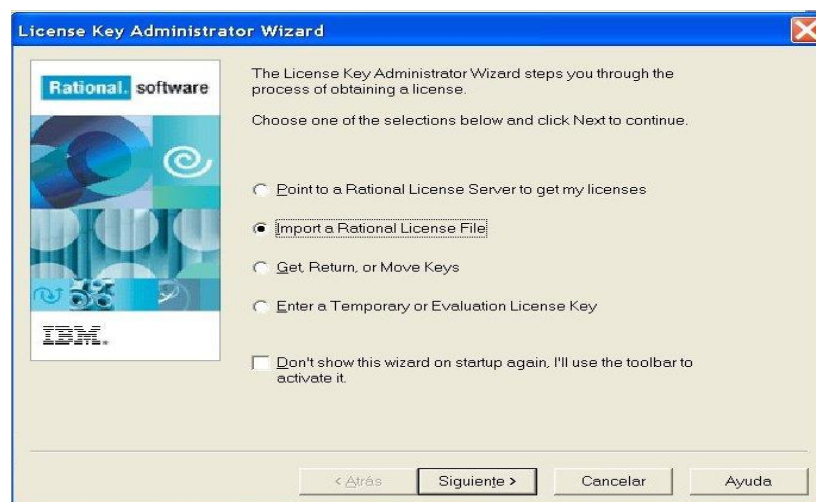 License Key Administrator Wizard
Rational. software
IBM.
The License Key Administrator Wizard steps you through the
process of obtaining a license.
Choose one of the selections below and click Next to continue.
Point to a Rational License Server to get my licenses
Import a Rational License File
Get, Return, or Move Keys
Enter a Temporary or Evaluation License Key
Don't show this wizard on startup again, I'll use the toolbar to
activate it.
< Atrás
Siguiente >
Cancelar
Ayuda